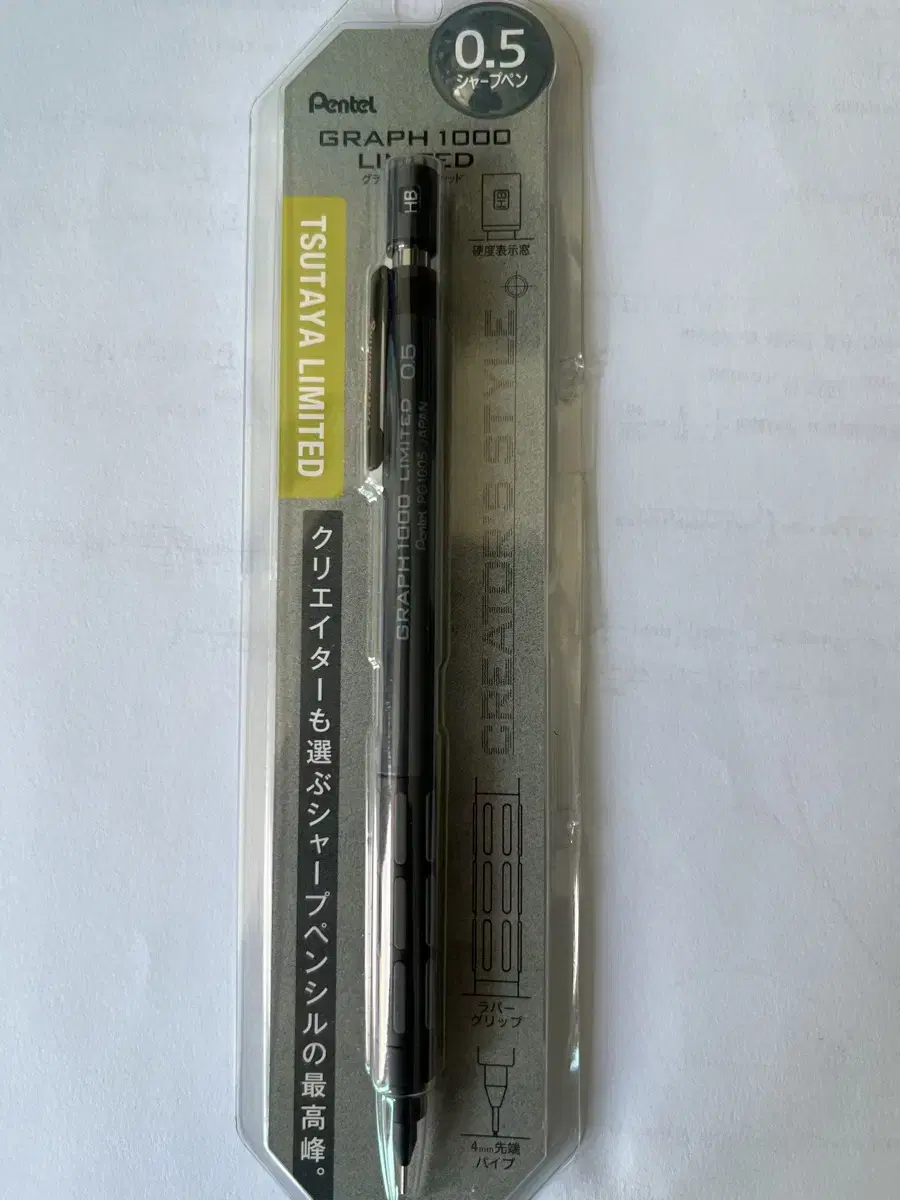 0.5
シャープペン
Pentel
GRAPH 1000
LIMITED
HB
HB
硬度表示窓
TSUTAYA LIMITED
GRAPH 1000 LIMITED 0.5
Pentel PG1005 JAPAN
CREATOR'S STYLE
クリエイターも選ぶシャープペンシルの最高峰。
ラバー
グリップ
4mm先端
パイプ